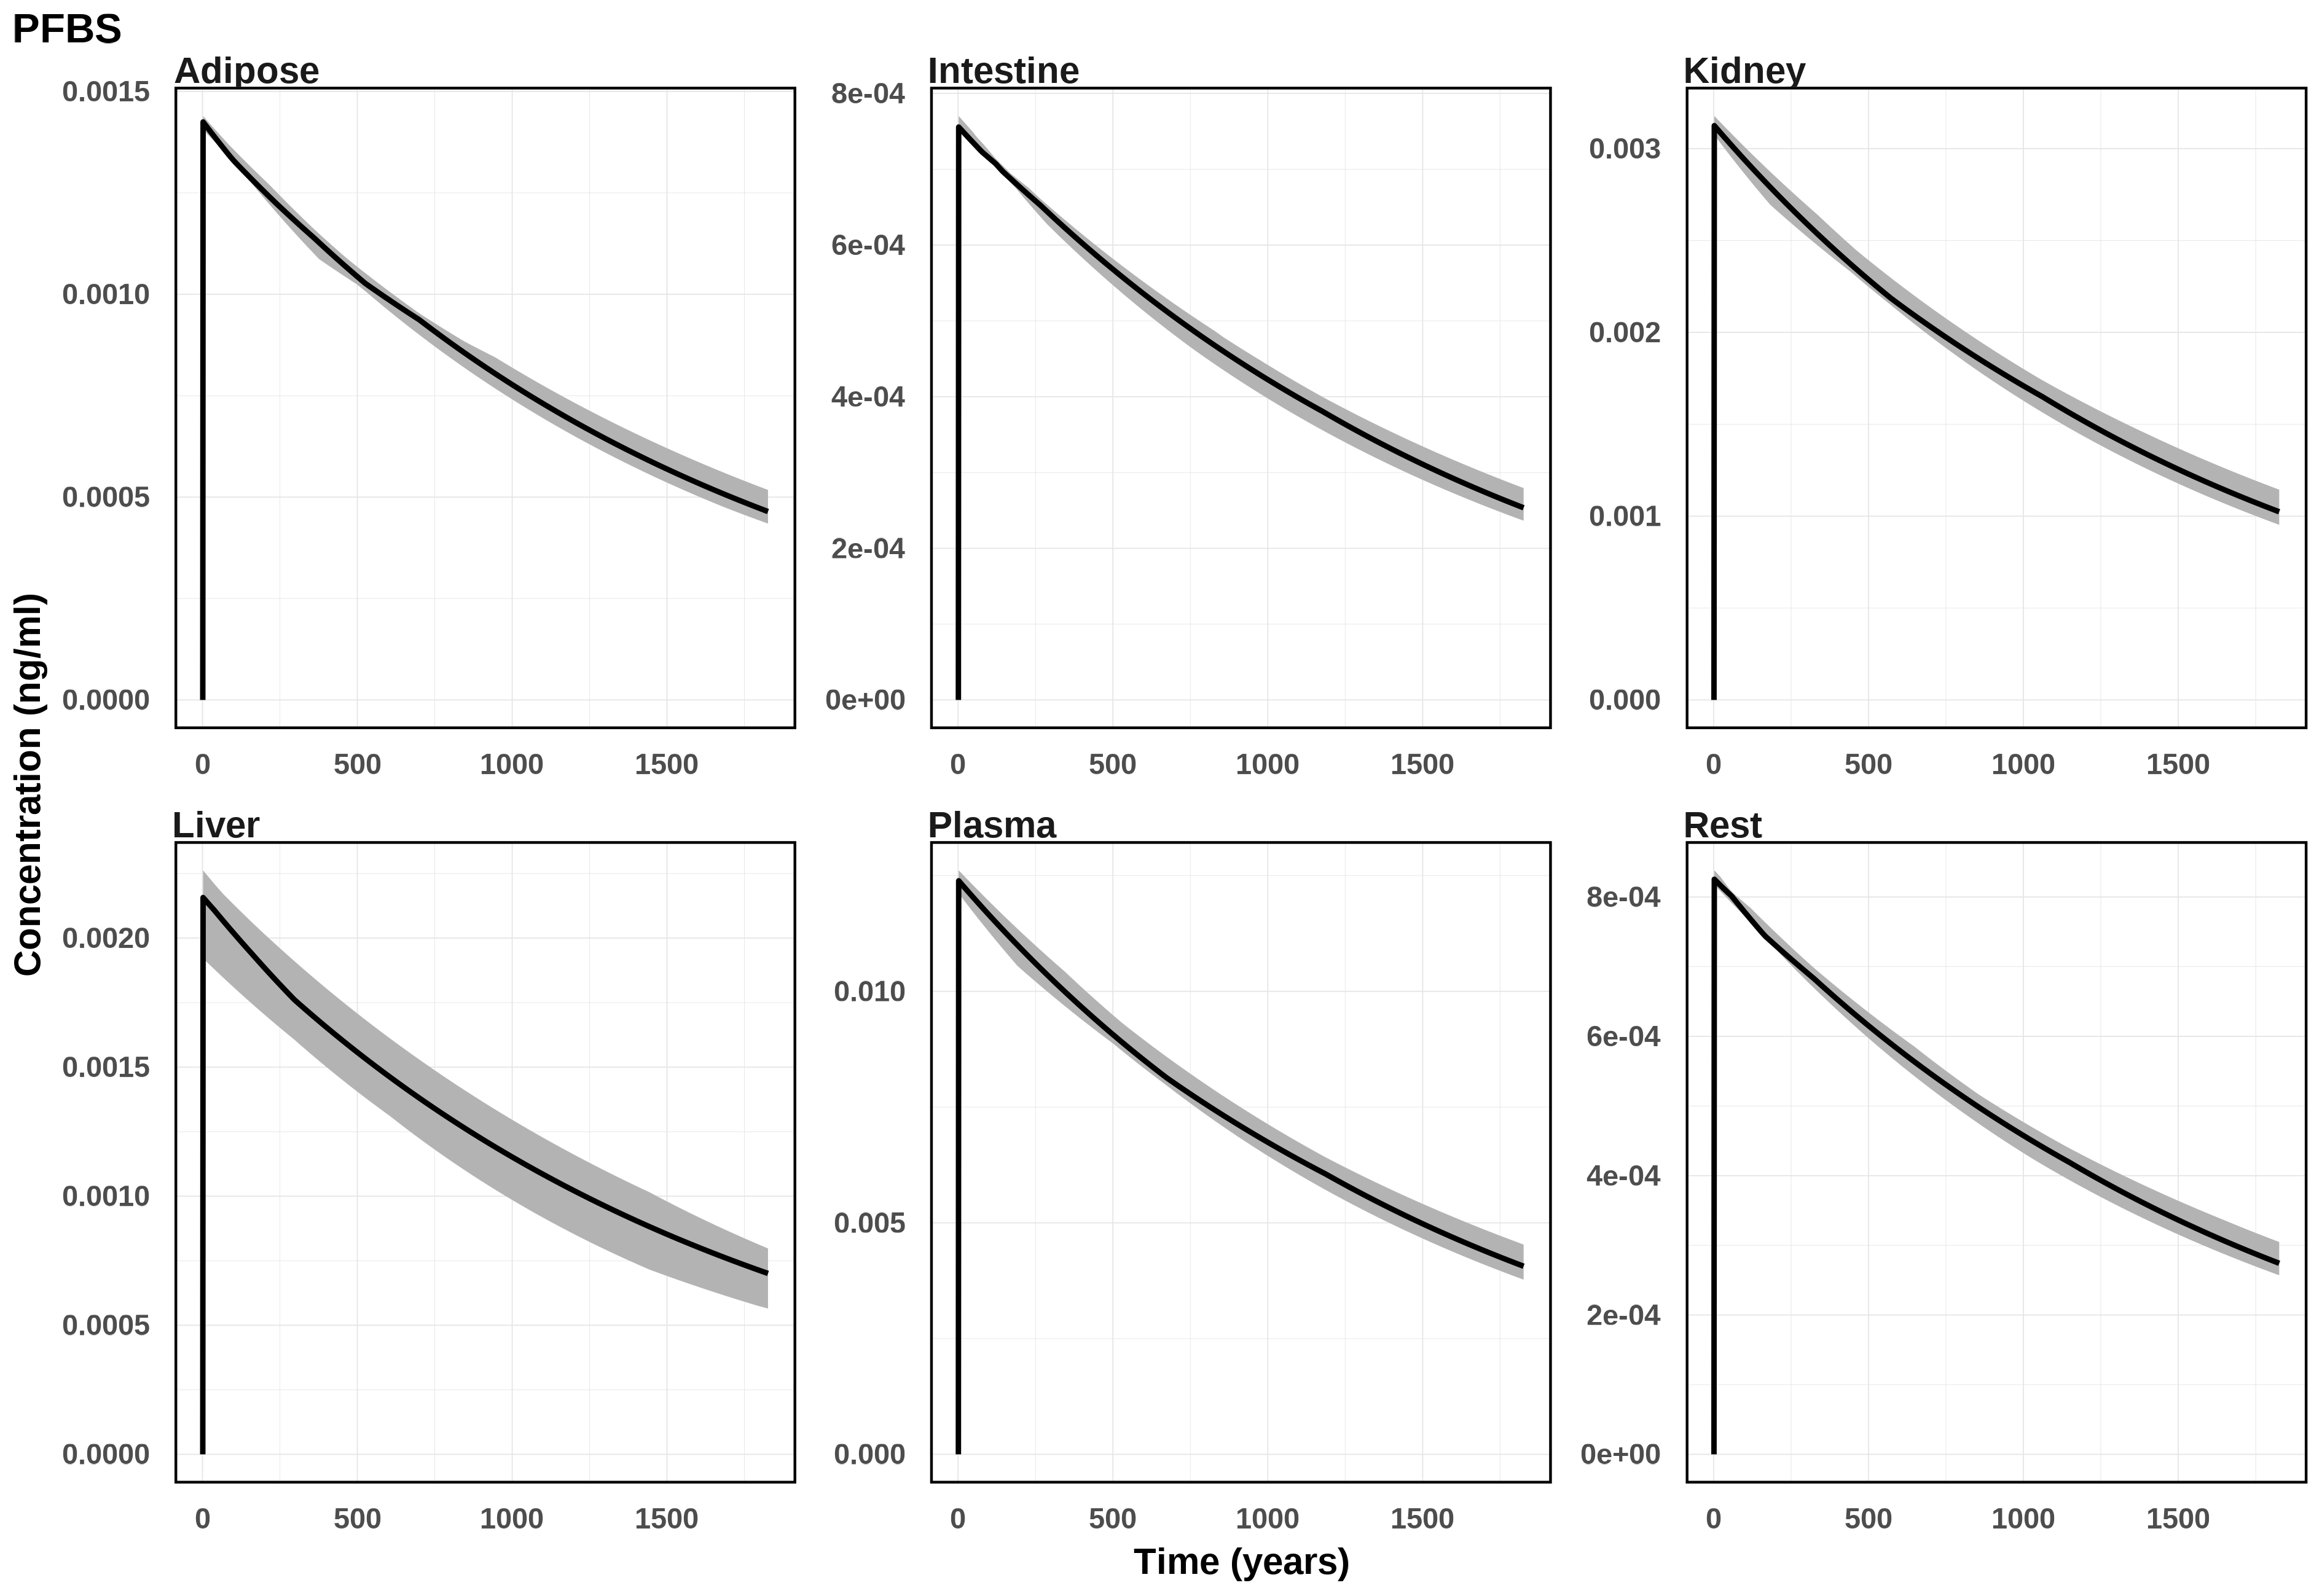 PFBS
Adipose
Intestine
Kidney
0.0015
0.0010
0.0005
0.0000
8e-04
6e-04
4e-04
2e-04
0e+00
0.003
0.002
0.001
0.000
0 500 1000 1500
0 500 1000 1500
0 500 1000 1500
Concentration (ng/ml)
Liver
Plasma
Rest
0.0020
0.0015
0.0010
0.0005
0.0000
0.010
0.005
0.000
8e-04
6e-04
4e-04
2e-04
0e+00
0 500 1000 1500
0 500 1000 1500
0 500 1000 1500
Time (years)